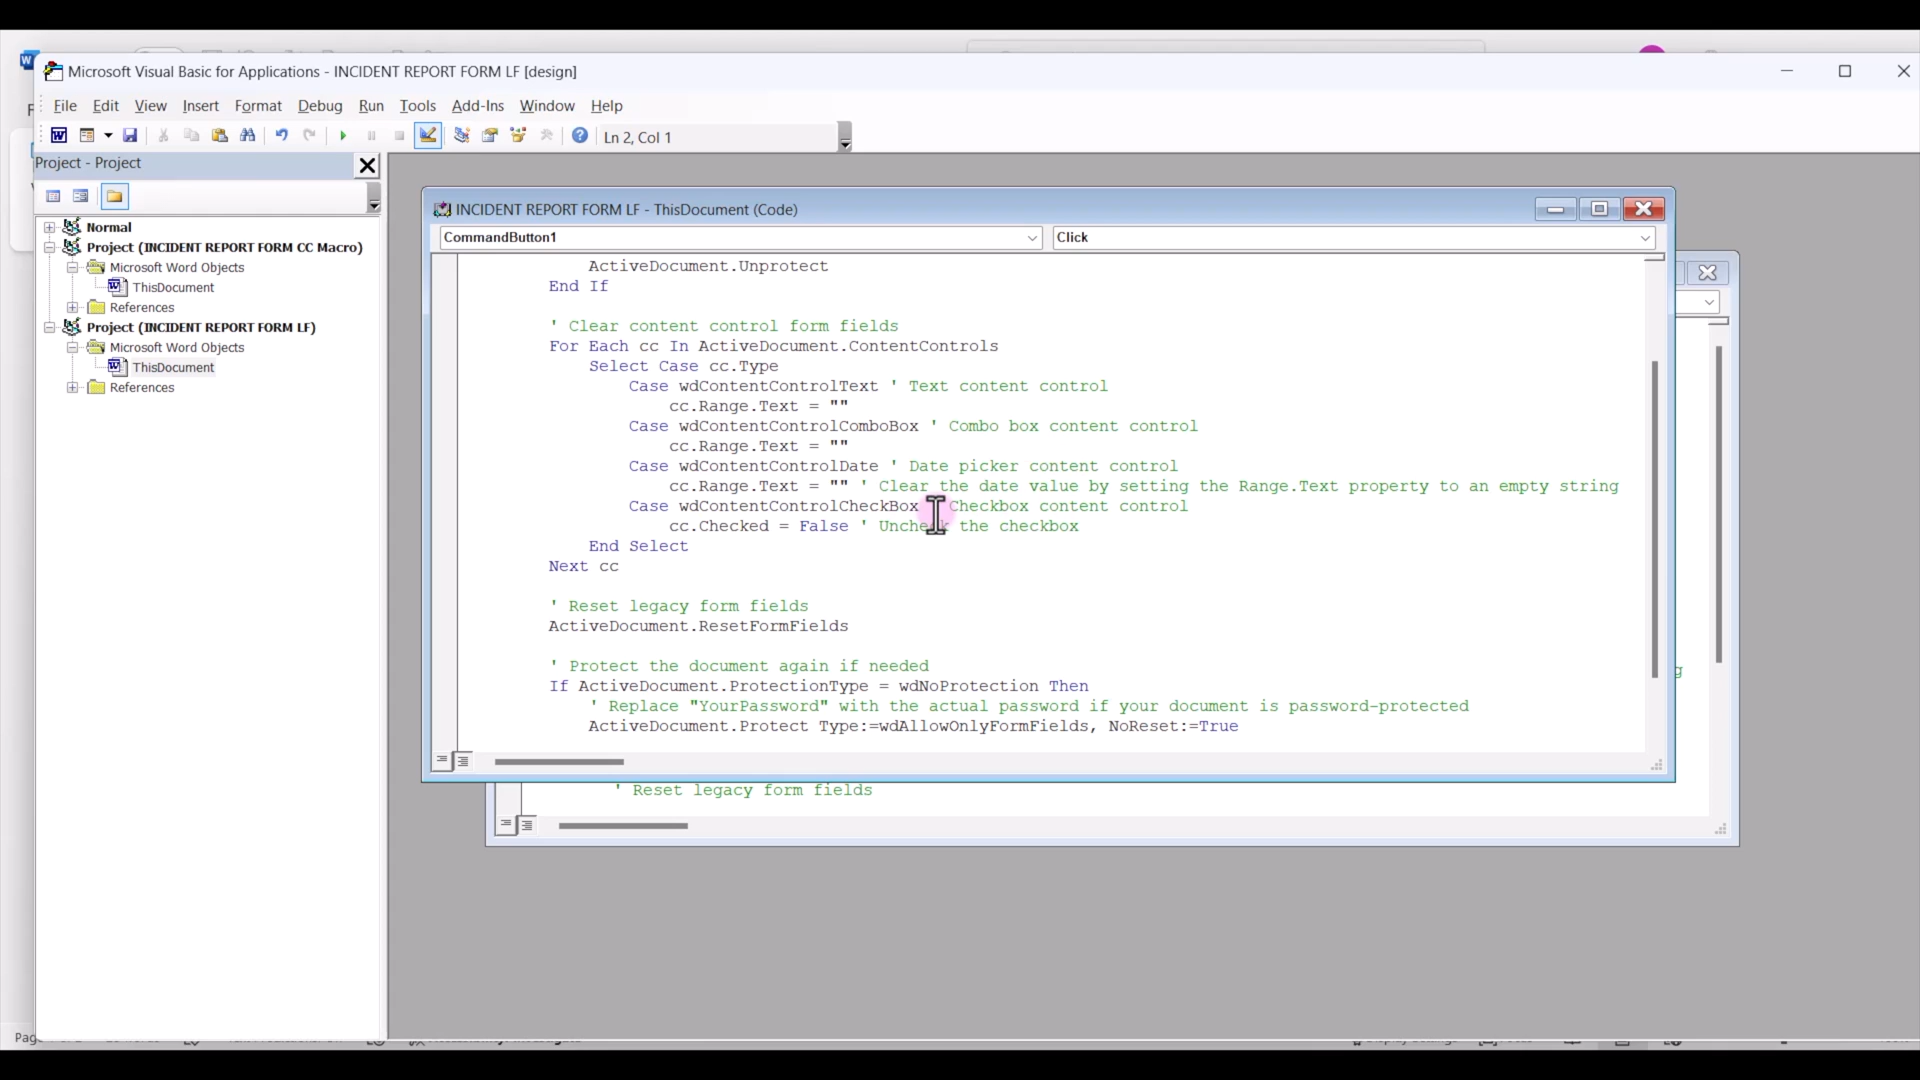 Microsoft Visual Basic for Applications - INCIDENT REPORT FORM LF [design]
File Edit View Insert Format Debug Run Tools Add-Ins Window Help
Ln 2, Col 1
Project - Project
Normal
Project (INCIDENT REPORT FORM CC Macro)
Microsoft Word Objects
ThisDocument
References
Project (INCIDENT REPORT FORM LF)
Microsoft Word Objects
ThisDocument
References
INCIDENT REPORT FORM LF - ThisDocument (Code)
CommandButton1 Click
ActiveDocument.Unprotect
End If
' Clear content control form fields
For Each cc In ActiveDocument.ContentControls
Select Case cc.Type
Case wdContentControlText ' Text content control
cc.Range.Text = ""
Case wdContentControlComboBox ' Combo box content control
cc.Range.Text = ""
Case wdContentControlDate ' Date picker content control
cc.Range.Text = "" ' Clear the date value by setting the Range.Text property to an empty string
Case wdContentControlCheckBox ' Checkbox content control
cc.Checked = False ' Uncheck the checkbox
End Select
Next cc
' Reset legacy form fields
ActiveDocument.ResetFormFields
' Protect the document again if needed
If ActiveDocument.ProtectionType = wdNoProtection Then
' Replace "YourPassword" with the actual password if your document is password-protected
ActiveDocument.Protect Type:=wdAllowOnlyFormFields, NoReset:=True
' Reset legacy form fields